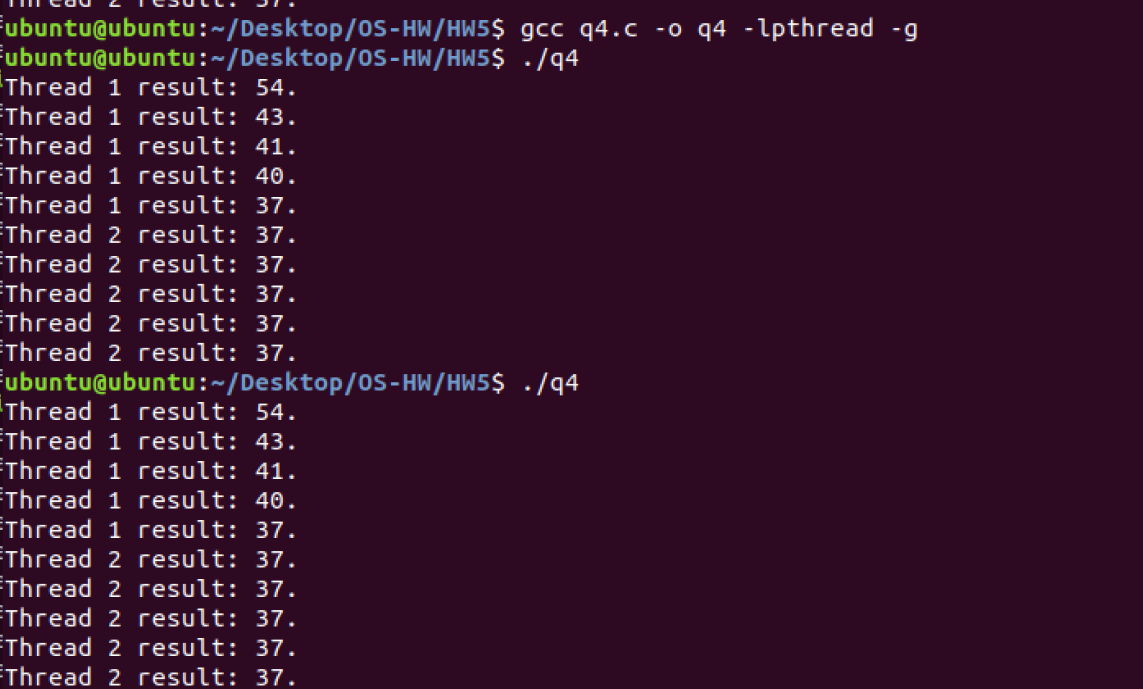 Thread 2 result: 37.
ubuntu@ubuntu:~/Desktop/OS-HW/HW5$ gcc q4.c -o q4 -lpthread -g
ubuntu@ubuntu:~/Desktop/OS-HW/HW5$ ./q4
Thread 1 result: 54.
Thread 1 result: 43.
Thread 1 result: 41.
Thread 1 result: 40.
Thread 1 result: 37.
Thread 2 result: 37.
Thread 2 result: 37.
Thread 2 result: 37.
Thread 2 result: 37.
Thread 2 result: 37.
ubuntu@ubuntu:~/Desktop/OS-HW/HW5$ ./q4
Thread 1 result: 54.
Thread 1 result: 43.
Thread 1 result: 41.
Thread 1 result: 40.
Thread 1 result: 37.
Thread 2 result: 37.
Thread 2 result: 37.
Thread 2 result: 37.
Thread 2 result: 37.
Thread 2 result: 37.